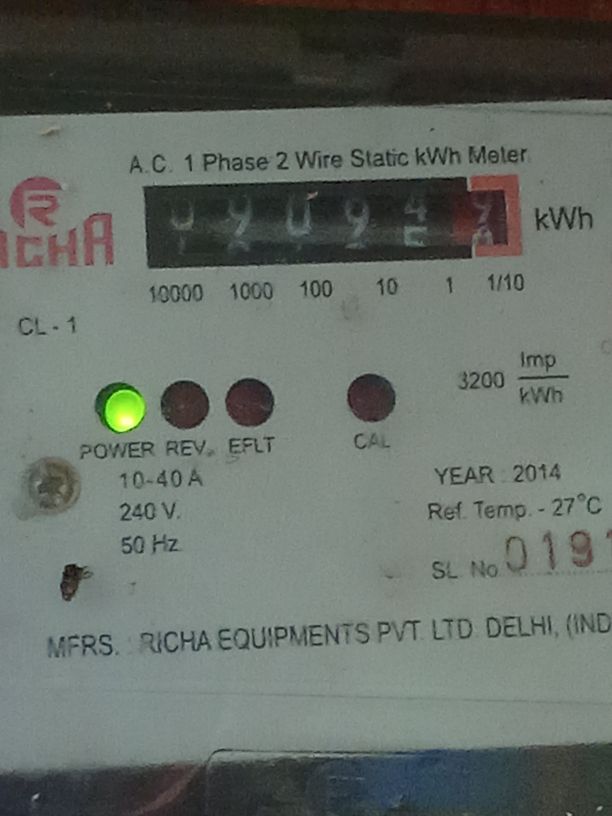 A.C. 1 Phase 2 Wire Static kWh Meter
RICHA
kWh
10000 1000 100 10 1 1/10
CL - 1
3200 Imp/kWh
POWER REV. EFLT CAL
10-40 A
240 V.
50 Hz
YEAR : 2014
Ref. Temp. - 27°C
SL No. 019
MFRS. : RICHA EQUIPMENTS PVT. LTD. DELHI, (IND